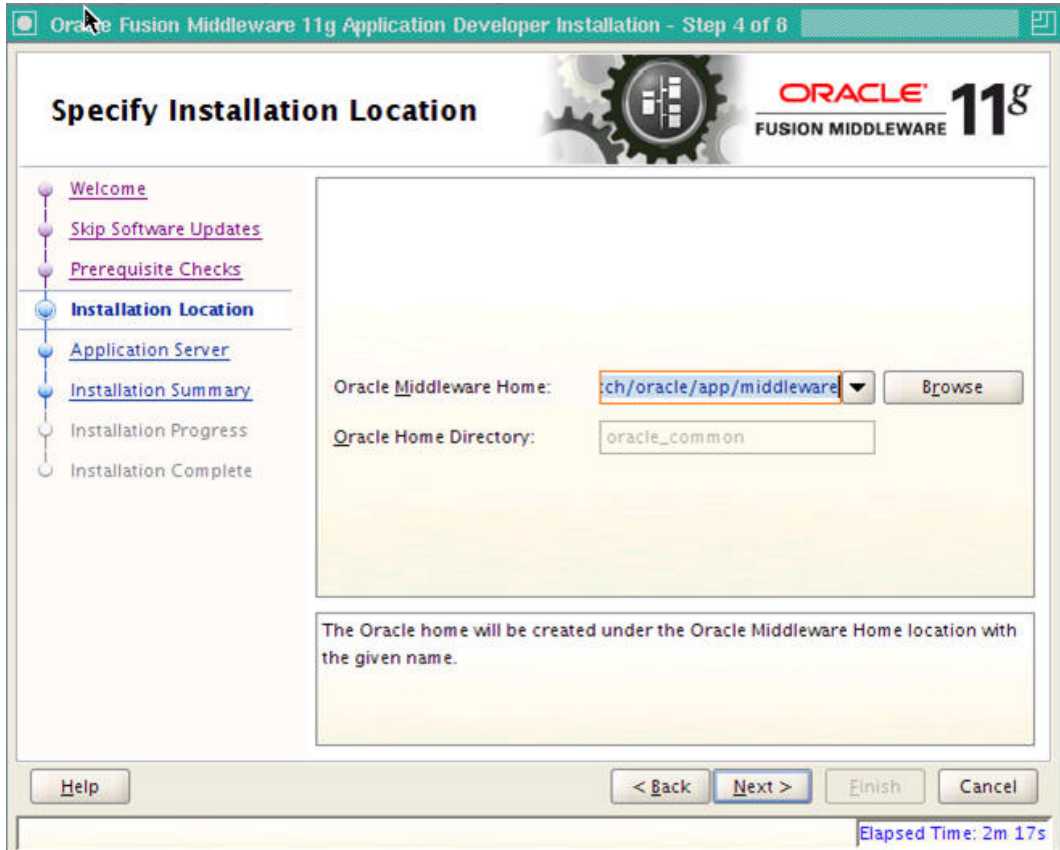 Oracle Fusion Middleware 11g Application Developer Installation - Step 4 of 8
Specify Installation Location
ORACLE® 11g
FUSION MIDDLEWARE
Welcome
Skip Software Updates
Prerequisite Checks
Installation Location
Application Server
Installation Summary
Installation Progress
Installation Complete
Oracle Middleware Home: :ch/oracle/app/middleware Browse
Oracle Home Directory: oracle_common
The Oracle home will be created under the Oracle Middleware Home location with
the given name.
Help < Back Next > Finish Cancel
Elapsed Time: 2m 17s